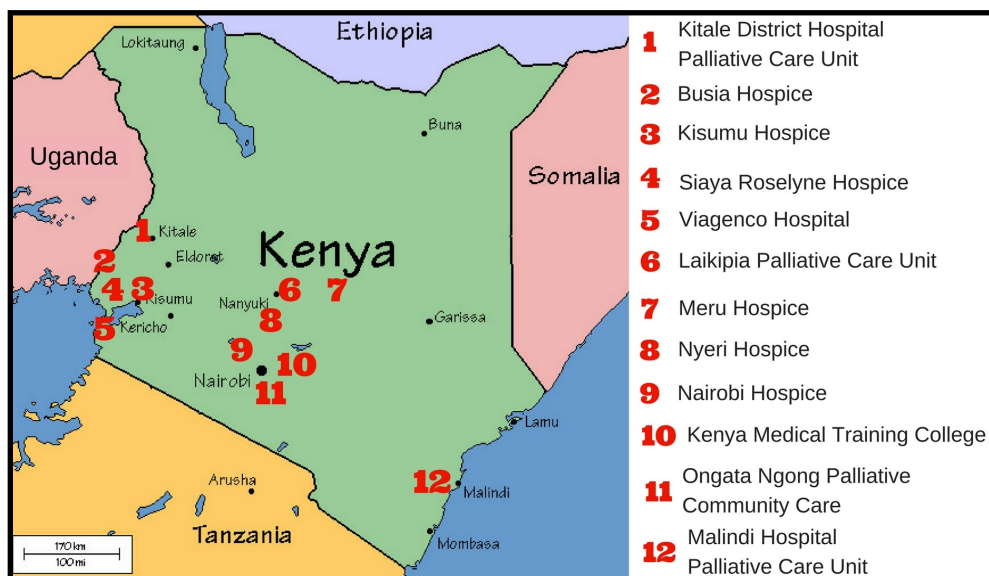 Ethiopia
Lokitaung
Buna
Uganda
Somalia
1
Kitale
Kenya
2
Eldoret
4
3
Kisumu
Nanyuki
6
7
5
Kericho
8
Garissa
9
10
Nairobi
11
Lamu
12
Malindi
Arusha
Tanzania
Mombasa
170 km
100 mi
1 Kitale District Hospital
Palliative Care Unit
2 Busia Hospice
3 Kisumu Hospice
4 Siaya Roselyne Hospice
5 Viagenco Hospital
6 Laikipia Palliative Care Unit
7 Meru Hospice
8 Nyeri Hospice
9 Nairobi Hospice
10 Kenya Medical Training College
11 Ongata Ngong Palliative
Community Care
12 Malindi Hospital
Palliative Care Unit